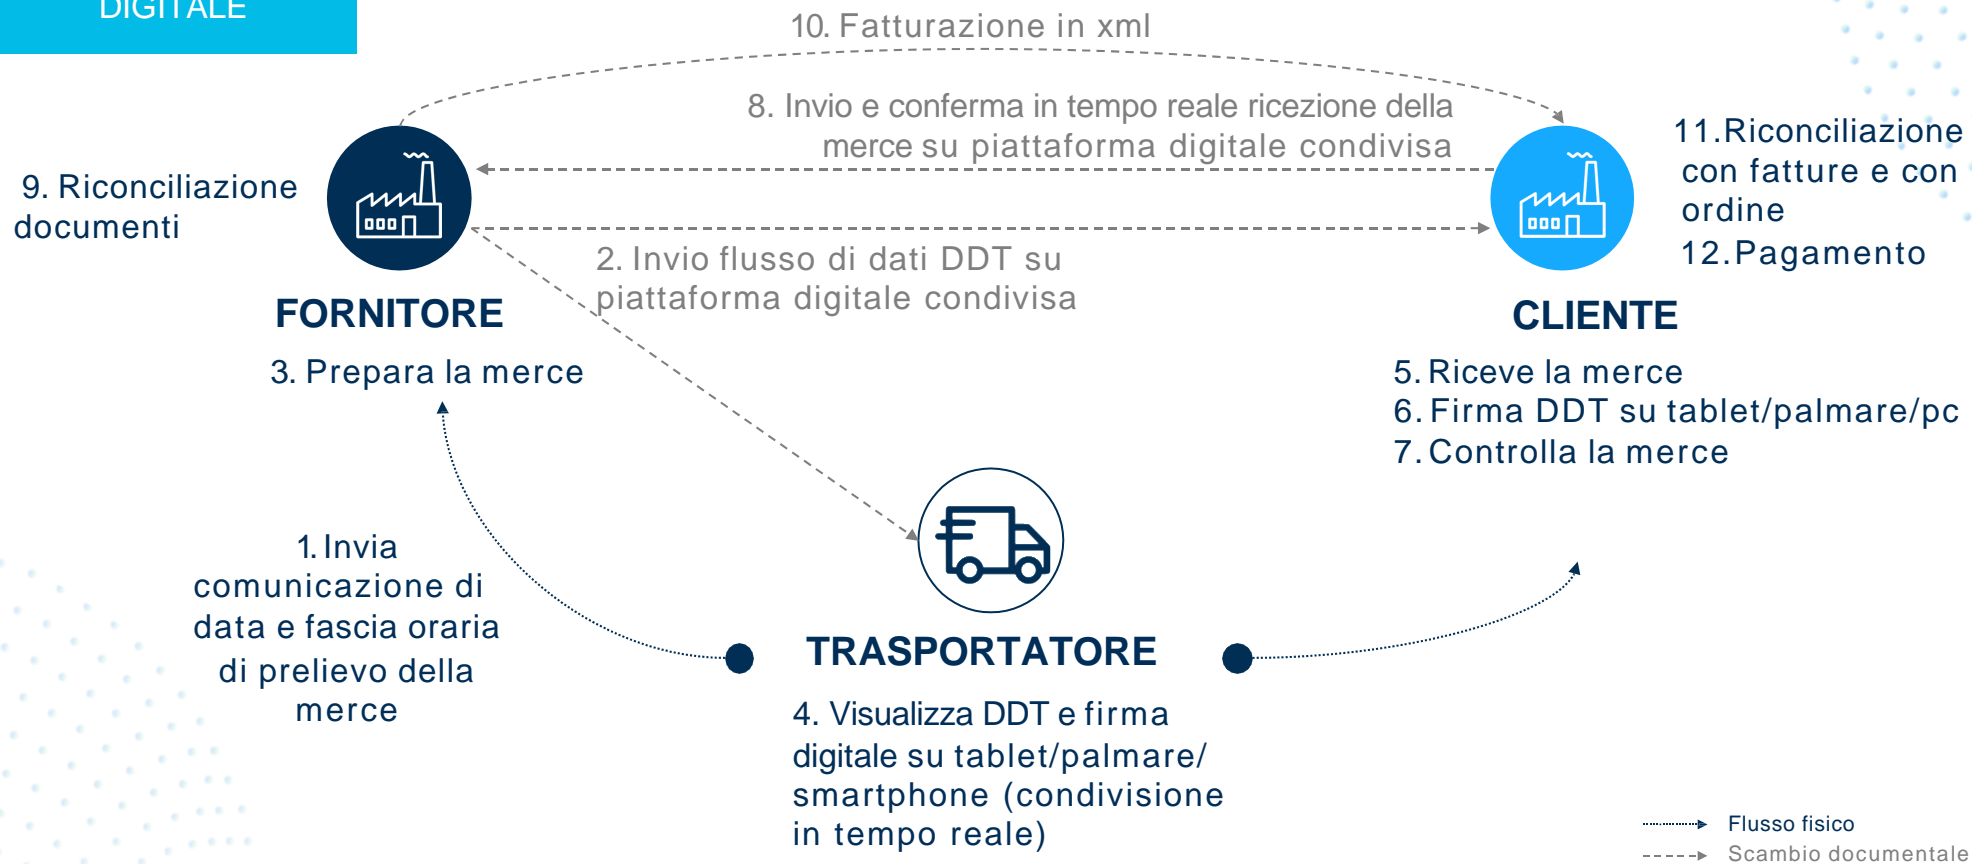 DIGITALE
10. Fatturazione in xml
8. Invio e conferma in tempo reale ricezione della
merce su piattaforma digitale condivisa
9. Riconciliazione
documenti
11.Riconciliazione
con fatture e con
ordine
12.Pagamento
2. Invio flusso di dati DDT su
piattaforma digitale condivisa
FORNITORE
3. Prepara la merce
CLIENTE
5. Riceve la merce
6. Firma DDT su tablet/palmare/pc
7. Controlla la merce
1. Invia
comunicazione di
data e fascia oraria
di prelievo della
merce
TRASPORTATORE
4. Visualizza DDT e firma
digitale su tablet/palmare/
smartphone (condivisione
in tempo reale)
Flusso fisico
Scambio documentale